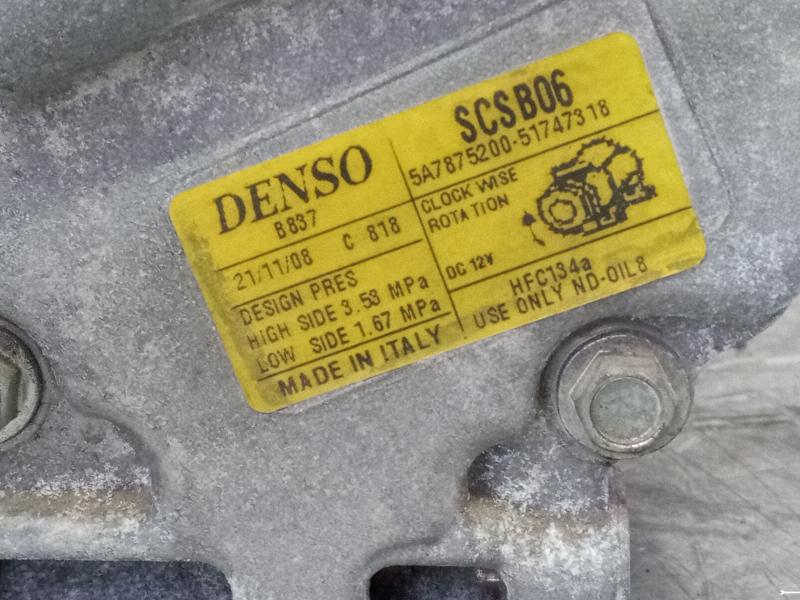 DENSO
B837
21/11/08 C 818
DESIGN PRES
HIGH SIDE 3.53 MPa
LOW SIDE 1.67 MPa
MADE IN ITALY
SCSB06
5A7875200-51747318
CLOCK WISE
ROTATION
DC 12V
HFC134a
USE ONLY ND-OIL8